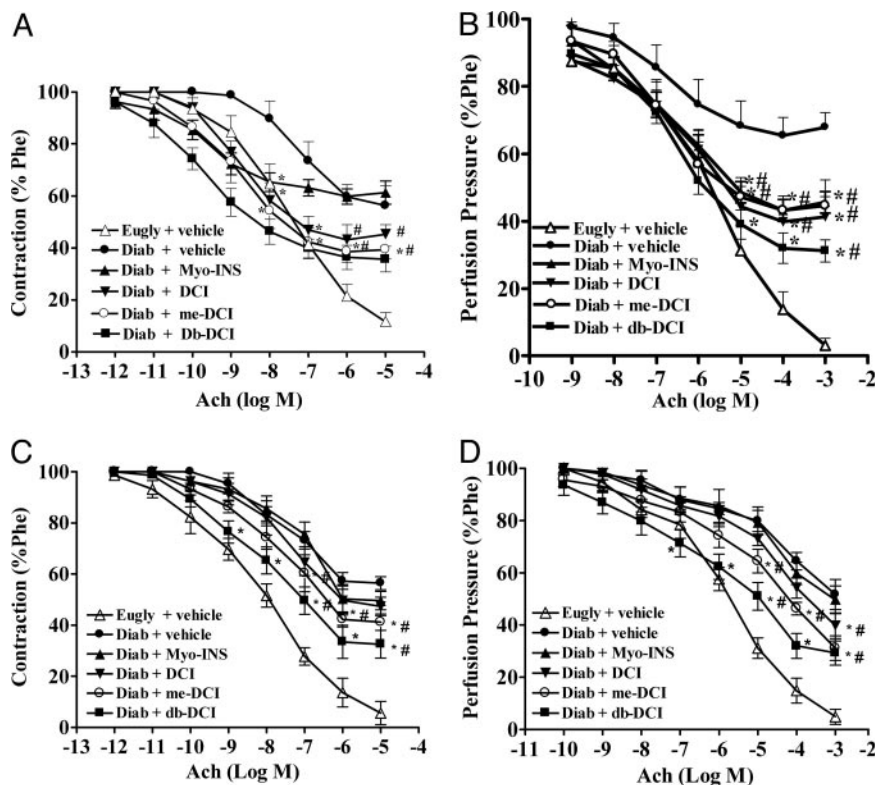 A
Contraction (% Phe)
100
80
60
40
20
0
* * * * * * # * # * # #
Eugly + vehicle
Diab + vehicle
Diab + Myo-INS
Diab + DCI
Diab + me-DCI
Diab + Db-DCI
-13 -12 -11 -10 -9 -8 -7 -6 -5 -4
Ach (log M)
B
Perfusion Pressure (%Phe)
100
80
60
40
20
0
*# *# * *# *# * *# *# *#
Eugly + vehicle
Diab + vehicle
Diab + Myo-INS
Diab + DCI
Diab + me-DCI
Diab + db-DCI
-10 -9 -8 -7 -6 -5 -4 -3 -2
Ach (log M)
C
Contraction (%Phe)
100
80
60
40
20
0
* * * # * # * # * * # * #
Eugly + vehicle
Diab + vehicle
Diab + Myo-INS
Diab + DCI
Diab + me-DCI
Diab + db-DCI
-13 -12 -11 -10 -9 -8 -7 -6 -5 -4
Ach (Log M)
D
Perfusion Pressure (%Phe)
100
80
60
40
20
0
* * * # * # * # * * # * #
Eugly + vehicle
Diab + vehicle
Diab + Myo-INS
Diab + DCI
Diab + me-DCI
Diab + db-DCI
-11 -10 -9 -8 -7 -6 -5 -4 -3 -2
Ach (Log M)